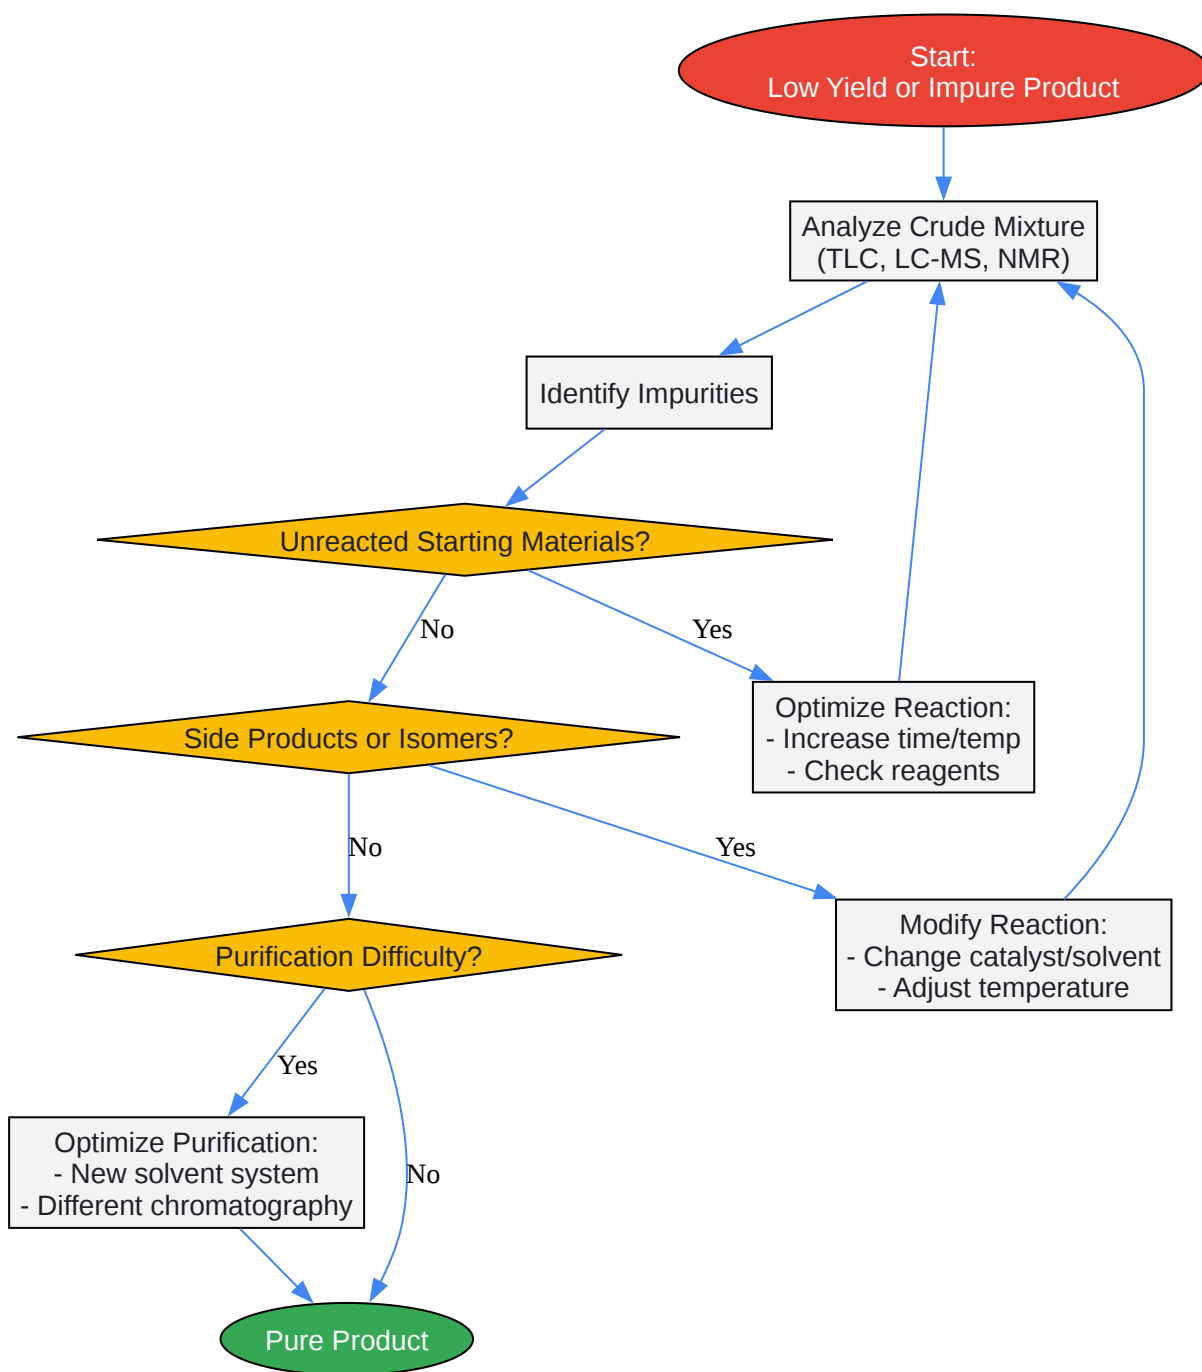 Start:
Low Yield or Impure Product
Analyze Crude Mixture
(TLC, LC-MS, NMR)
Identify Impurities
Unreacted Starting Materials?
No
Yes
Optimize Reaction:
- Increase time/temp
- Check reagents
Side Products or Isomers?
No
Yes
Modify Reaction:
- Change catalyst/solvent
- Adjust temperature
Purification Difficulty?
Yes
No
Optimize Purification:
- New solvent system
- Different chromatography
Pure Product